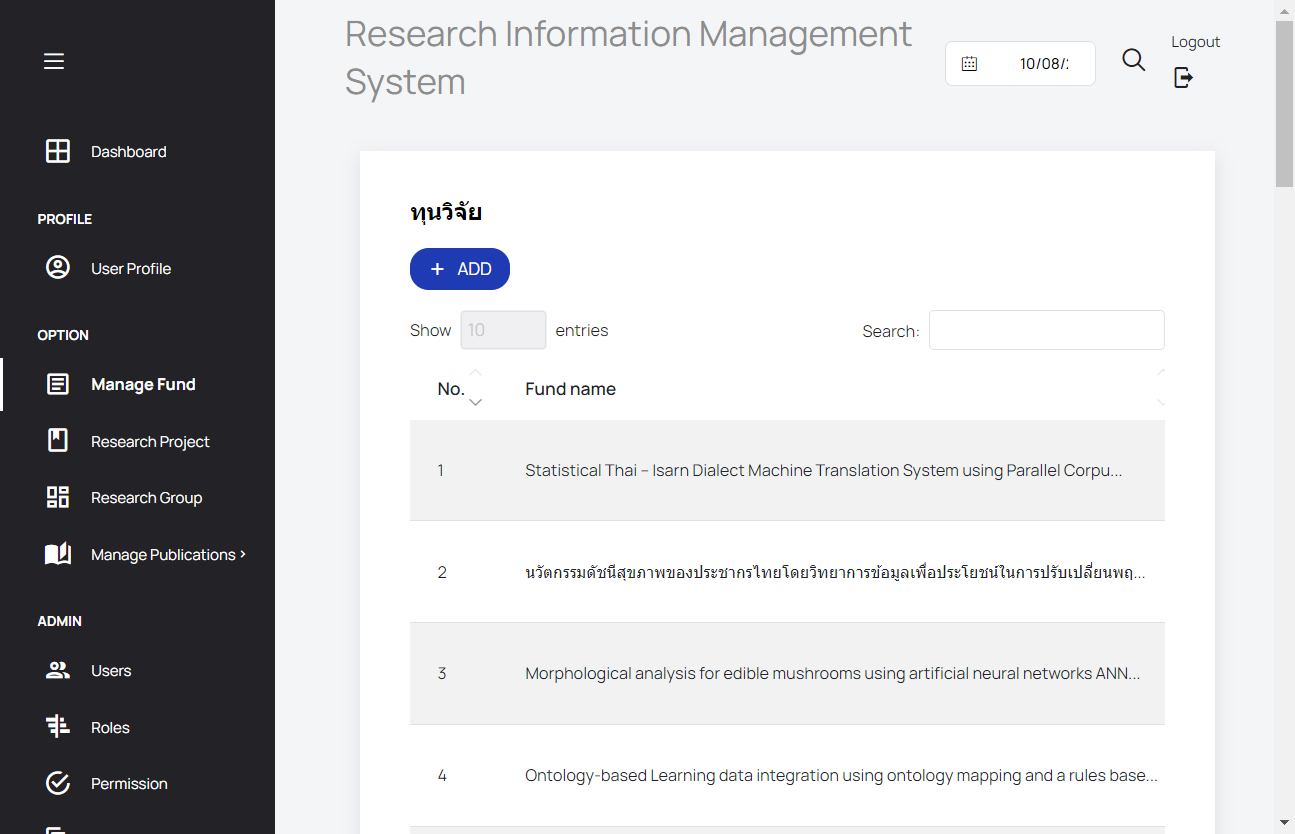 Research Information Management
System
10/08/
Logout
Dashboard
PROFILE
User Profile
OPTION
Manage Fund
Research Project
Research Group
Manage Publications
ADMIN
Users
Roles
Permission
ทุนวิจัย
+ ADD
Show 10 entries
Search:
No. Fund name
1 Statistical Thai – Isarn Dialect Machine Translation System using Parallel Corpu...
2 นวัตกรรมดัชนีสุขภาพของประชากรไทยโดยวิทยาการข้อมูลเพื่อประโยชน์ในการปรับเปลี่ยนพฤ...
3 Morphological analysis for edible mushrooms using artificial neural networks ANN...
4 Ontology-based Learning data integration using ontology mapping and a rules base...